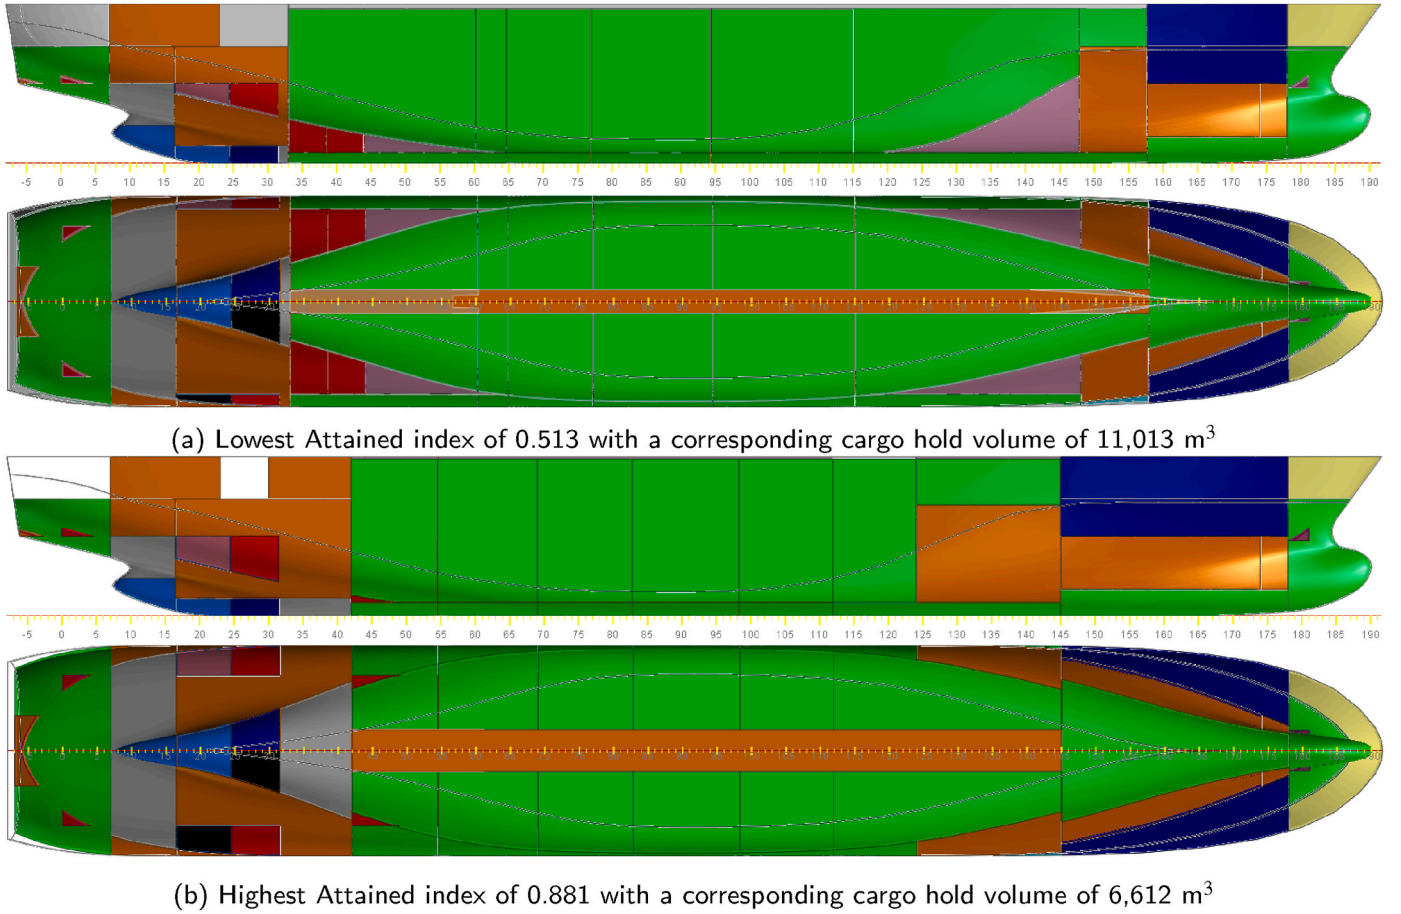 -5 0 5 10 15 20 25 30 35 40 45 50 55 60 65 70 75 80 85 90 95 100 105 110 115 120 125 130 135 140 145 150 155 160 165 170 175 180 185 190
(a) Lowest Attained index of 0.513 with a corresponding cargo hold volume of 11,013 m³
-5 0 5 10 15 20 25 30 35 40 45 50 55 60 65 70 75 80 85 90 95 100 105 110 115 120 125 130 135 140 145 150 155 160 165 170 175 180 185 190
(b) Highest Attained index of 0.881 with a corresponding cargo hold volume of 6,612 m³